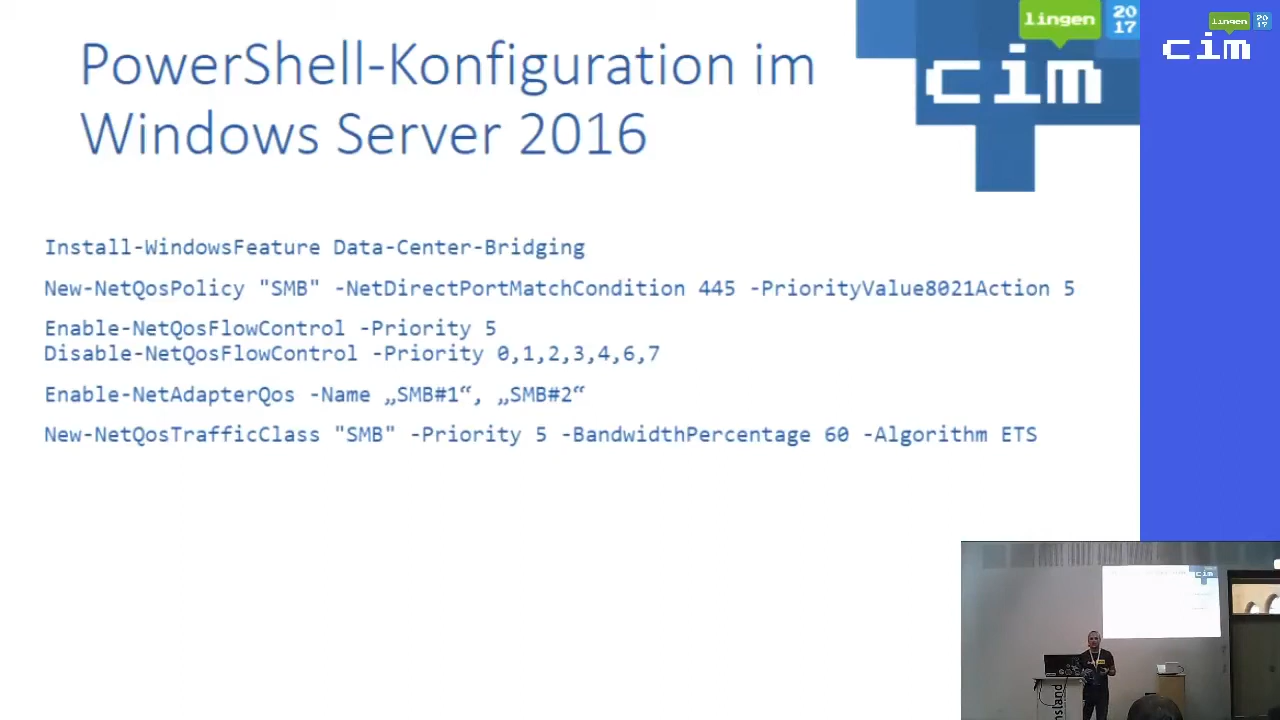 PowerShell-Konfiguration im
Windows Server 2016
lingen
20
17
cim
lingen
20
17
cim
Install-WindowsFeature Data-Center-Bridging
New-NetQosPolicy "SMB" -NetDirectPortMatchCondition 445 -PriorityValue8021Action 5
Enable-NetQosFlowControl -Priority 5
Disable-NetQosFlowControl -Priority 0,1,2,3,4,6,7
Enable-NetAdapterQos -Name „SMB#1“, „SMB#2“
New-NetQosTrafficClass "SMB" -Priority 5 -BandwidthPercentage 60 -Algorithm ETS
cim